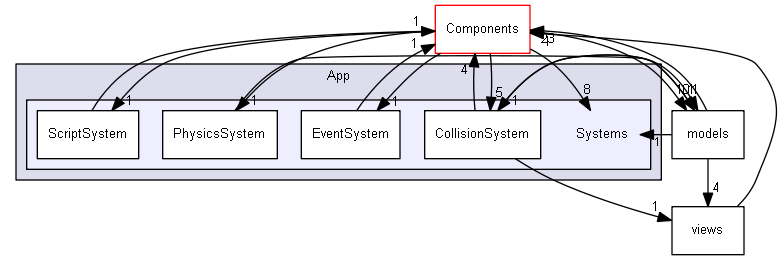 Components
1
1
4
5
8
App
1
1
1
1
ScriptSystem
PhysicsSystem
EventSystem
CollisionSystem
Systems
1
models
4
1
views